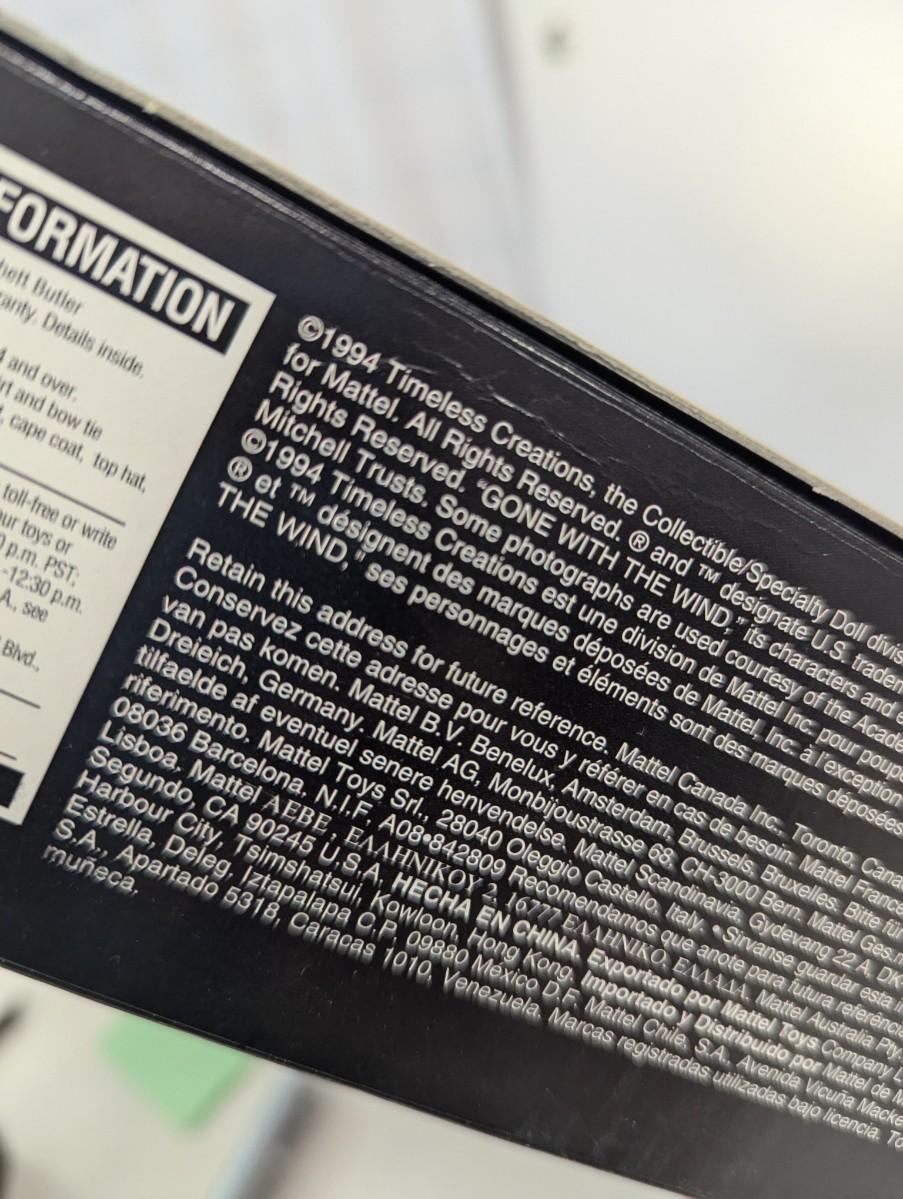 FORMATION
hett Butler
ranty. Details inside.
4 and over.
rt and bow tie
, cape coat, top hat,
toll-free or write
our toys or
0 p.m. PST;
-12:30 p.m.
A., see
Blvd.,
©1994 Timeless Creations, the Collectible/Specialty Doll divis
for Mattel. All Rights Reserved. ® and ™ designate U.S. tradem
Rights Reserved. "GONE WITH THE WIND," its characters and
Mitchell Trusts. Some photographs are used courtesy of the Acade
©1994 Timeless Creations est une division de Mattel Inc. pour poup
® et ™ désignent des marques déposées de Mattel, Inc. à l'exception
THE WIND," ses personnages et éléments sont des marques déposées
Retain this address for future reference. Mattel Canada Inc., Toronto, Cana
Conservez cette adresse pour vous y référer en cas de besoin. Mattel France
van pas komen. Mattel B.V. Benelux, Amsterdam, Brussels, Bruxelles. Bitte für
Dreieich, Germany. Mattel AG, Monbijoustrasse 68, CH-3000 Bern. Mattel Ges.
tilfaelde af eventuel senere henvendelse. Mattel Scandinavia, Gydevang 22 A, D
riferimento. Mattel Toys Srl., 28040 Oleggio Castello, Italy. • Sirvanse guardar esta
08036 Barcelona. N.I.F. A08•842809 Recomendamos que anote para futura referênc
Lisboa. Mattel AEBE, ΕΛΛΗΝΙΚΟΥ 2, 16777 ΕΛΛΗΝΙΚΟ, ΕΛΛΑΔΑ. Mattel Australia Pty
Segundo, CA 90245 U.S.A. HECHA EN CHINA. Exportado por Mattel Toys Company
Harbour City, Tsimshatsui, Kowloon, Hong Kong. Importado y Distribuido por Mattel de M
Estrella, Deleg. Iztapalapa C.P. 09880 México D.F. Mattel Chile, S.A., Avenida Vicuña Macke
S.A., Apartado 5318, Caracas 1010, Venezuela. Marcas registradas utilizadas bajo licencia. To
muñeca.